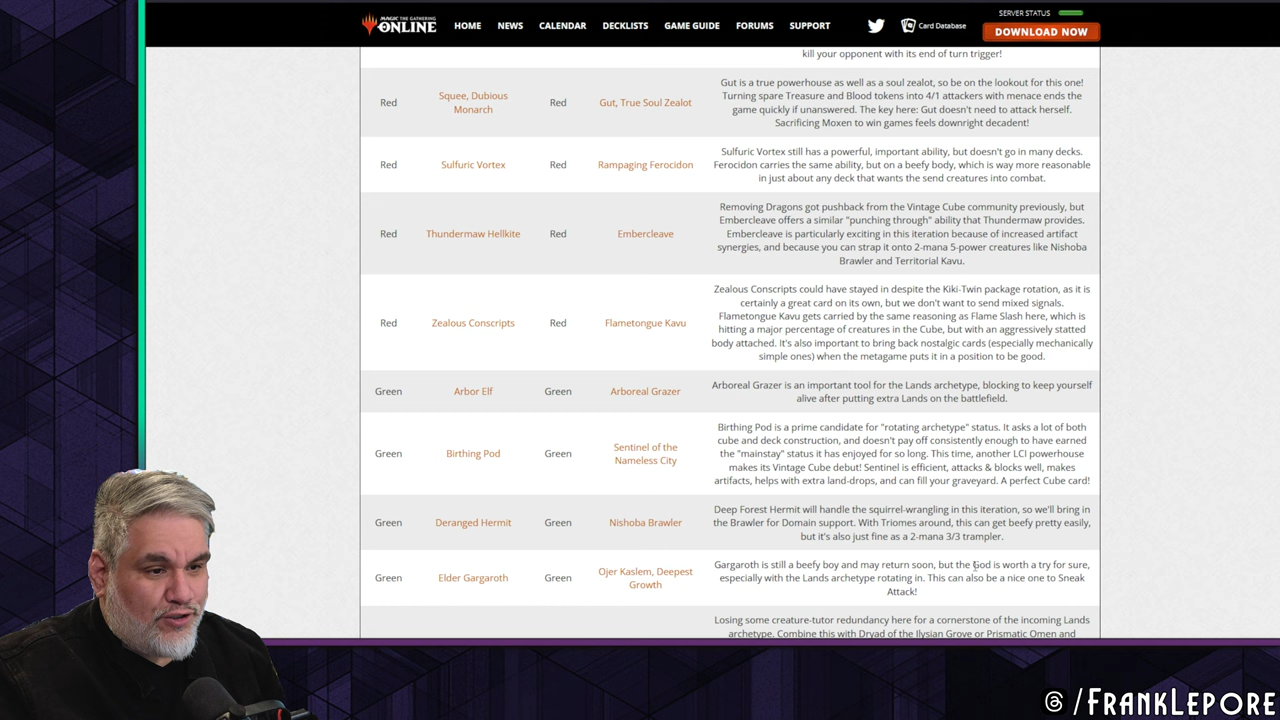 MAGIC THE GATHERING
ONLINE
HOME
NEWS
CALENDAR
DECKLISTS
GAME GUIDE
FORUMS
SUPPORT
Card Database
SERVER STATUS
DOWNLOAD NOW
kill your opponent with its end of turn trigger!
Red
Squee, Dubious
Monarch
Red
Gut, True Soul Zealot
Gut is a true powerhouse as well as a soul zealot, so be on the lookout for this one!
Turning spare Treasure and Blood tokens into 4/1 attackers with menace ends the
game quickly if unanswered. The key here: Gut doesn't need to attack herself.
Sacrificing Moxen to win games feels downright decadent!
Red
Sulfuric Vortex
Red
Rampaging Ferocidon
Sulfuric Vortex still has a powerful, important ability, but doesn't go in many decks.
Ferocidon carries the same ability, but on a beefy body, which is way more reasonable
in just about any deck that wants the send creatures into combat.
Red
Thundermaw Hellkite
Red
Embercleave
Removing Dragons got pushback from the Vintage Cube community previously, but
Embercleave offers a similar "punching through" ability that Thundermaw provides.
Embercleave is particularly exciting in this iteration because of increased artifact
synergies, and because you can strap it onto 2-mana 5-power creatures like Nishoba
Brawler and Territorial Kavu.
Red
Zealous Conscripts
Red
Flametongue Kavu
Zealous Conscripts could have stayed in despite the Kiki-Twin package rotation, as it is
certainly a great card on its own, but we don't want to send mixed signals.
Flametongue Kavu gets carried by the same reasoning as Flame Slash here, which is
hitting a major percentage of creatures in the Cube, but with an aggressively statted
body attached. It's also important to bring back nostalgic cards (especially mechanically
simple ones) when the metagame puts it in a position to be good.
Green
Arbor Elf
Green
Arboreal Grazer
Arboreal Grazer is an important tool for the Lands archetype, blocking to keep yourself
alive after putting extra Lands on the battlefield.
Green
Birthing Pod
Green
Sentinel of the
Nameless City
Birthing Pod is a prime candidate for "rotating archetype" status. It asks a lot of both
cube and deck construction, and doesn't pay off consistently enough to have earned
the "mainstay" status it has enjoyed for so long. This time, another LCI powerhouse
makes its Vintage Cube debut! Sentinel is efficient, attacks & blocks well, makes
artifacts, helps with extra land-drops, and can fill your graveyard. A perfect Cube card!
Green
Deranged Hermit
Green
Nishoba Brawler
Deep Forest Hermit will handle the squirrel-wrangling in this iteration, so we'll bring in
the Brawler for Domain support. With Triomes around, this can get beefy pretty easily,
but it's also just fine as a 2-mana 3/3 trampler.
Green
Elder Gargaroth
Green
Ojer Kaslem, Deepest
Growth
Gargaroth is still a beefy boy and may return soon, but the God is worth a try for sure,
especially with the Lands archetype rotating in. This can also be a nice one to Sneak
Attack!
Losing some creature-tutor redundancy here for a cornerstone of the incoming Lands
archetype. Combine this with Dryad of the Ilysian Grove or Prismatic Omen and
/FRANKLEPORE